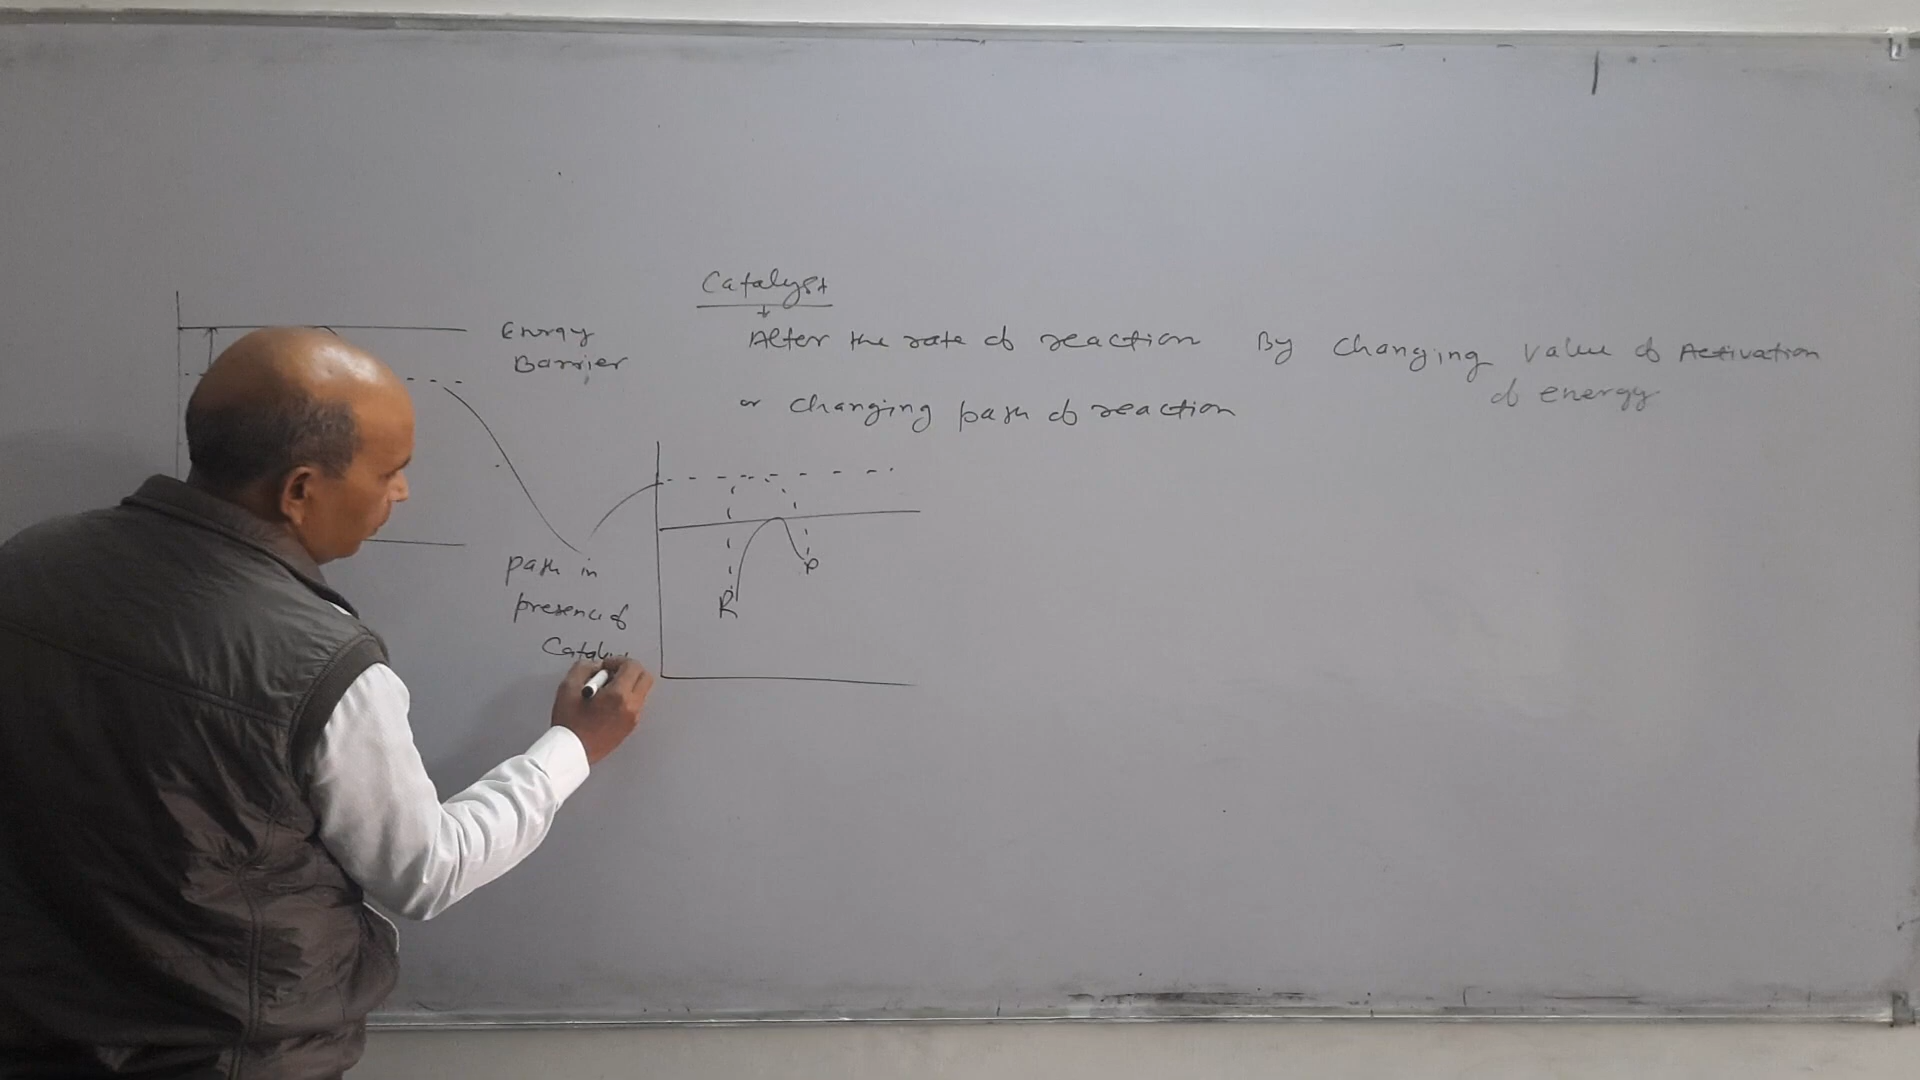 Catalyst
Alter the rate of reaction By changing value of Activation
of energy
or changing path of reaction
Energy
Barrier
path in
presence of
Cataly
R
P